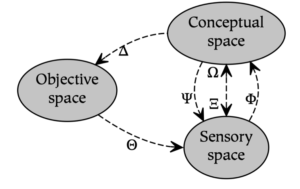 Conceptual
space
Δ
Objective
space
Ω
Ψ
Ξ
Φ
Θ
Sensory
space